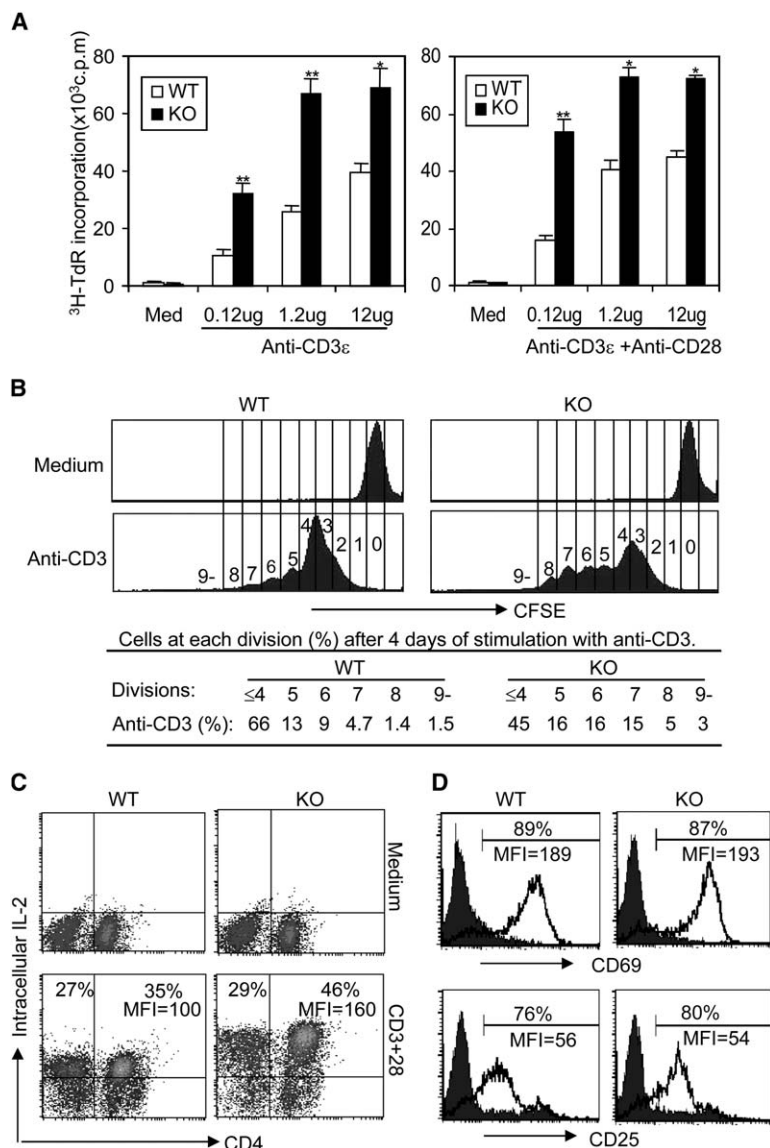 A
80
60
40
20
0
³H-TdR incorporation(x10³c.p.m)
WT
KO
**
**
*
Med 0.12ug 1.2ug 12ug
Anti-CD3ε
80
60
40
20
0
WT
KO
**
*
*
Med 0.12ug 1.2ug 12ug
Anti-CD3ε +Anti-CD28
B
WT KO
Medium
Anti-CD3
9- 8 7 6 5 4 3 2 1 0
9- 8 7 6 5 4 3 2 1 0
CFSE
Cells at each division (%) after 4 days of stimulation with anti-CD3.
WT KO
Divisions: ≤4 5 6 7 8 9- ≤4 5 6 7 8 9-
Anti-CD3 (%): 66 13 9 4.7 1.4 1.5 45 16 16 15 5 3
C
WT KO
Medium
27% 35%
MFI=100
29% 46%
MFI=160
CD3+28
Intracellular IL-2
CD4
D
WT KO
89%
MFI=189
87%
MFI=193
CD69
76%
MFI=56
80%
MFI=54
CD25